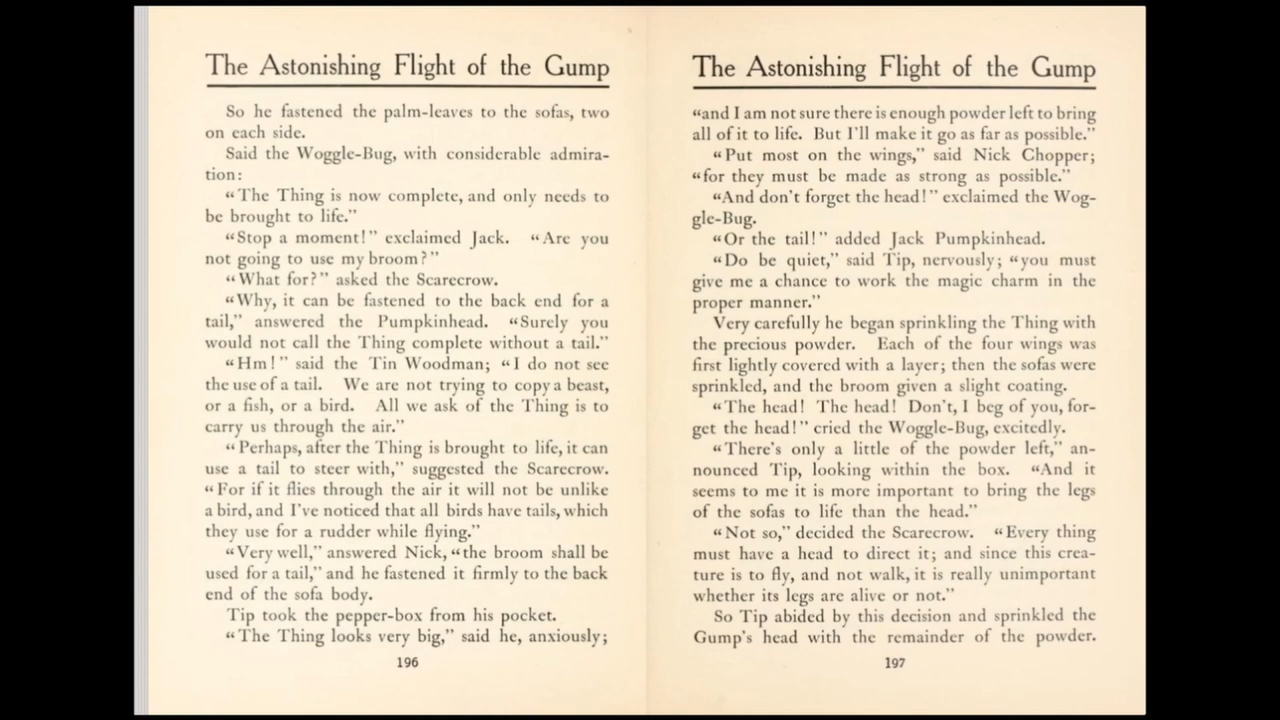 The Astonishing Flight of the Gump
So he fastened the palm-leaves to the sofas, two
on each side.
Said the Woggle-Bug, with considerable admira-
tion:
“The Thing is now complete, and only needs to
be brought to life.”
“Stop a moment!” exclaimed Jack. “Are you
not going to use my broom?”
“What for?” asked the Scarecrow.
“Why, it can be fastened to the back end for a
tail,” answered the Pumpkinhead. “Surely you
would not call the Thing complete without a tail.”
“Hm!” said the Tin Woodman; “I do not see
the use of a tail. We are not trying to copy a beast,
or a fish, or a bird. All we ask of the Thing is to
carry us through the air.”
“Perhaps, after the Thing is brought to life, it can
use a tail to steer with,” suggested the Scarecrow.
“For if it flies through the air it will not be unlike
a bird, and I've noticed that all birds have tails, which
they use for a rudder while flying.”
“Very well,” answered Nick, “the broom shall be
used for a tail,” and he fastened it firmly to the back
end of the sofa body.
Tip took the pepper-box from his pocket.
“The Thing looks very big,” said he, anxiously;
196
The Astonishing Flight of the Gump
“and I am not sure there is enough powder left to bring
all of it to life. But I'll make it go as far as possible.”
“Put most on the wings,” said Nick Chopper;
“for they must be made as strong as possible.”
“And don't forget the head!” exclaimed the Wog-
gle-Bug.
“Or the tail!” added Jack Pumpkinhead.
“Do be quiet,” said Tip, nervously; “you must
give me a chance to work the magic charm in the
proper manner.”
Very carefully he began sprinkling the Thing with
the precious powder. Each of the four wings was
first lightly covered with a layer; then the sofas were
sprinkled, and the broom given a slight coating.
“The head! The head! Don't, I beg of you, for-
get the head!” cried the Woggle-Bug, excitedly.
“There's only a little of the powder left,” an-
nounced Tip, looking within the box. “And it
seems to me it is more important to bring the legs
of the sofas to life than the head.”
“Not so,” decided the Scarecrow. “Every thing
must have a head to direct it; and since this crea-
ture is to fly, and not walk, it is really unimportant
whether its legs are alive or not.”
So Tip abided by this decision and sprinkled the
Gump's head with the remainder of the powder.
197